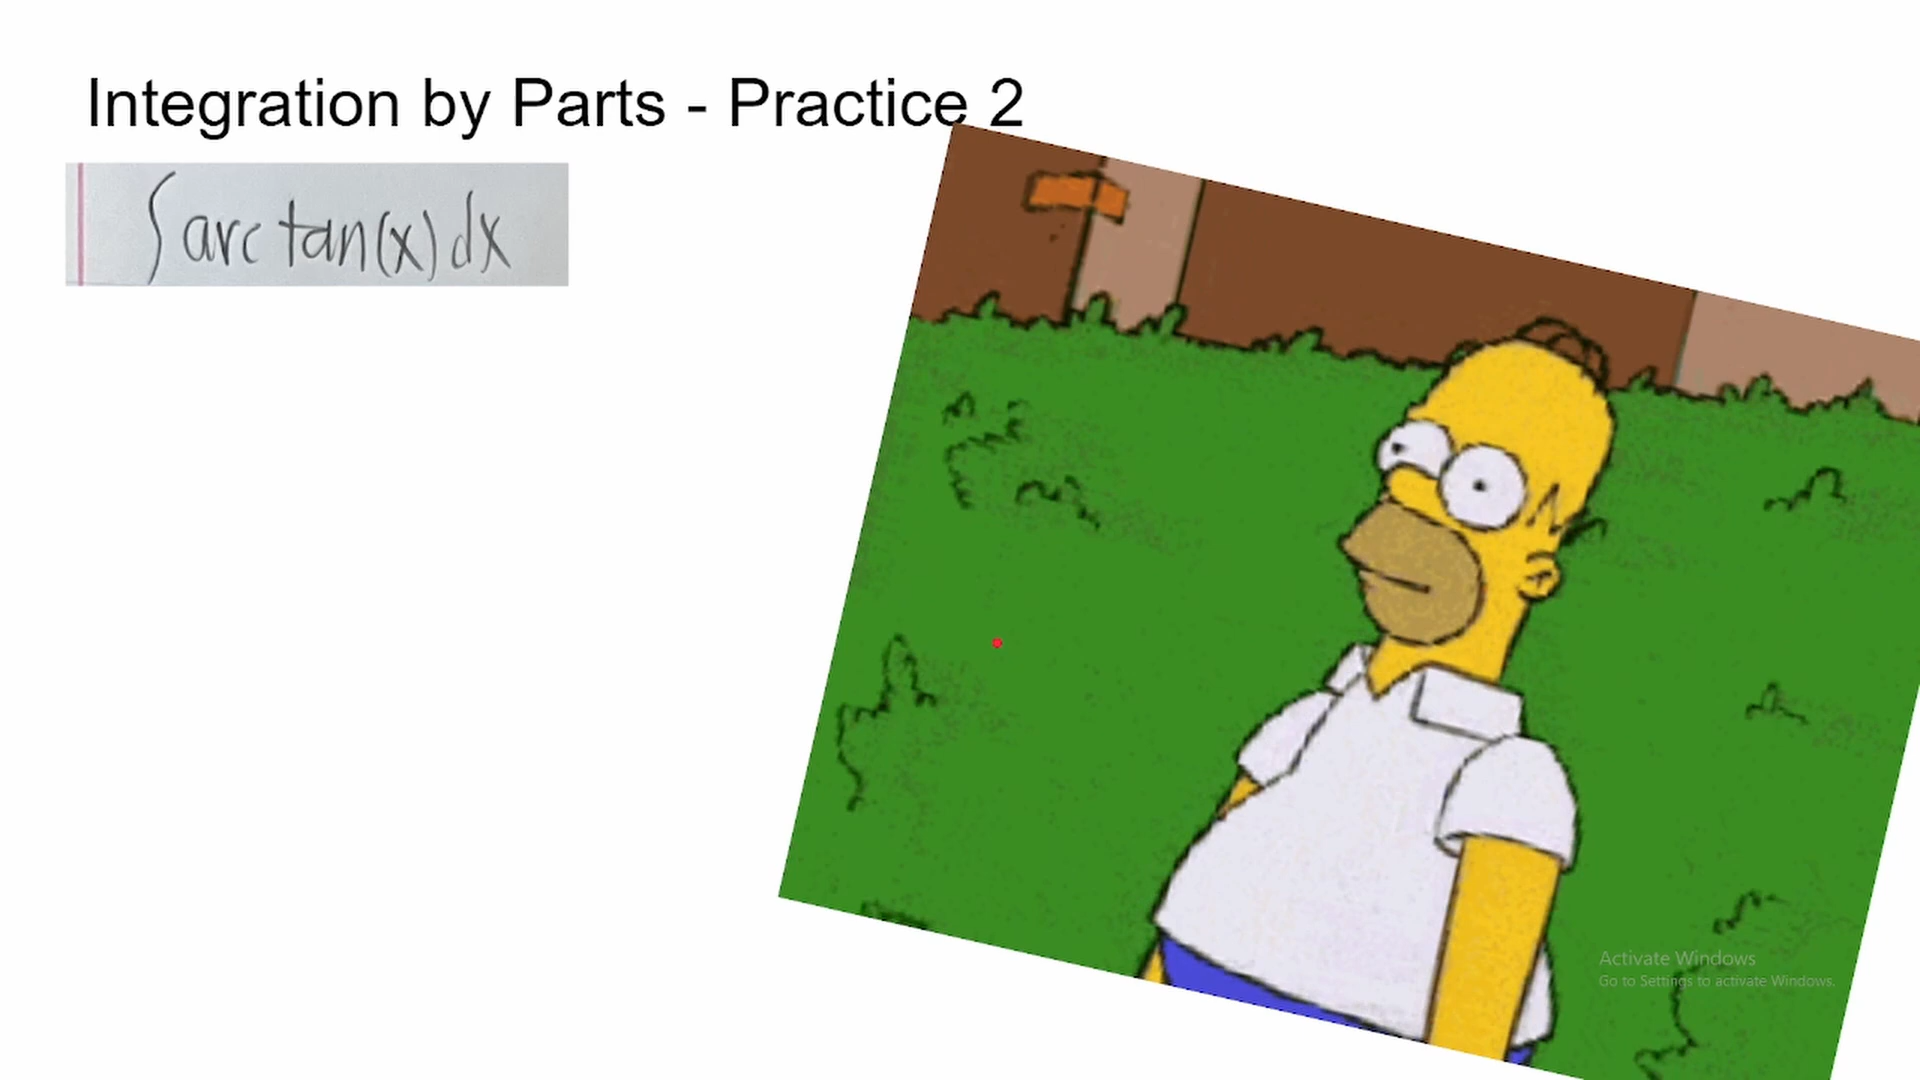 Integration by Parts - Practice 2
∫ arc tan(x) dx
Activate Windows
Go to Settings to activate Windows.